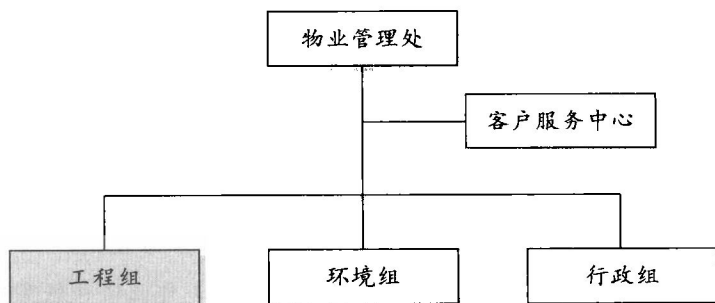 物业管理处
客户服务中心
工程组
环境组
行政组